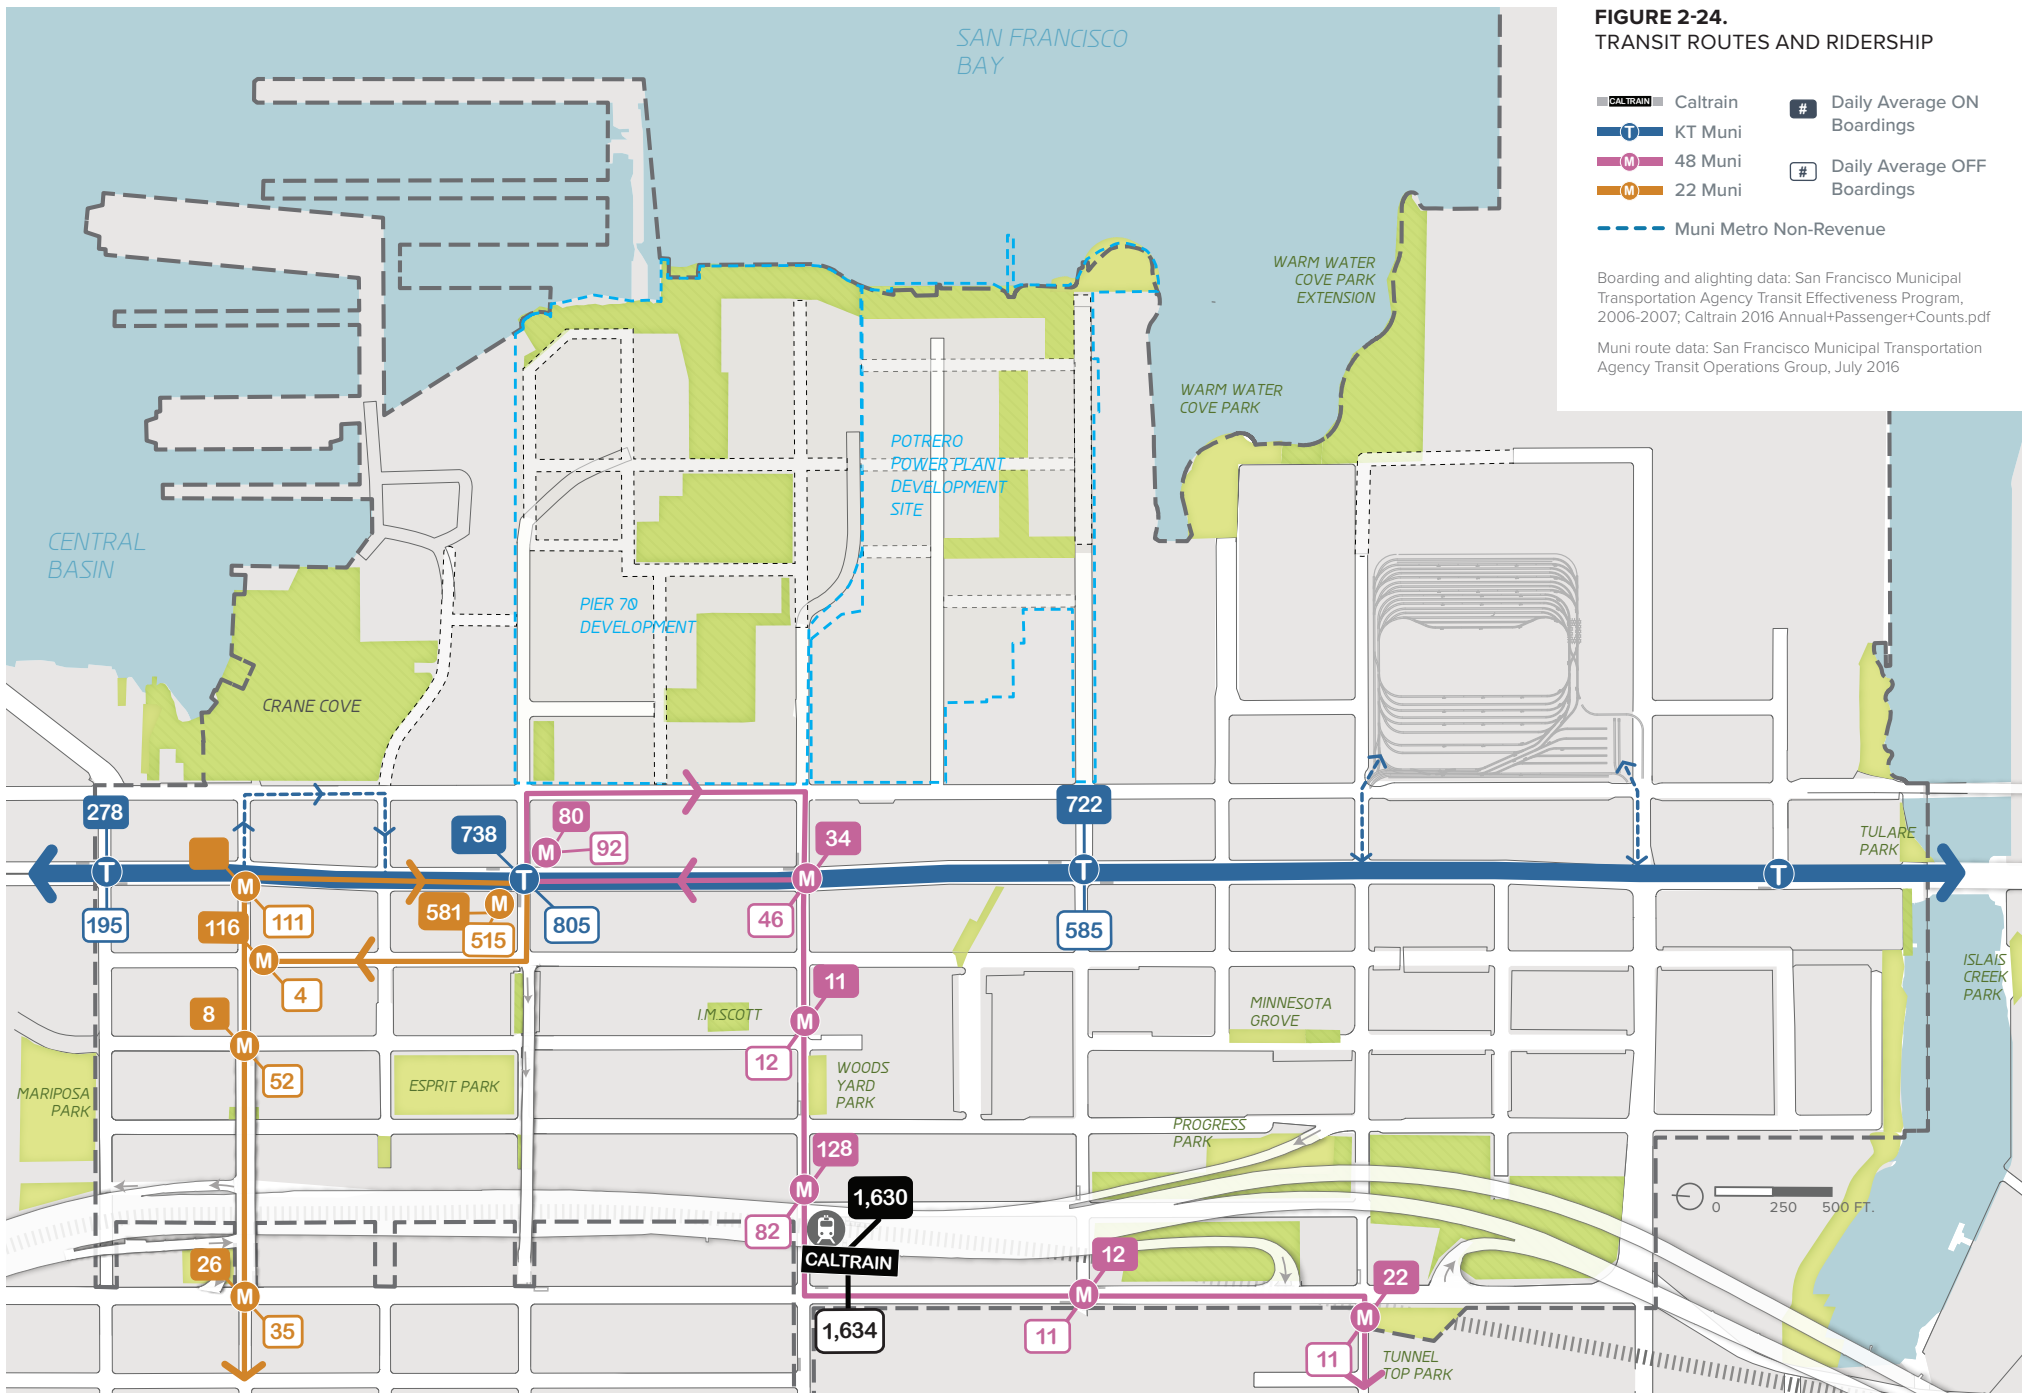 FIGURE 2-24.
TRANSIT ROUTES AND RIDERSHIP
CALTRAIN Caltrain
T KT Muni
M 48 Muni
M 22 Muni
Muni Metro Non-Revenue
# Daily Average ON
Boardings
# Daily Average OFF
Boardings
Boarding and alighting data: San Francisco Municipal
Transportation Agency Transit Effectiveness Program,
2006-2007; Caltrain 2016 Annual+Passenger+Counts.pdf
Muni route data: San Francisco Municipal Transportation
Agency Transit Operations Group, July 2016
SAN FRANCISCO
BAY
WARM WATER
COVE PARK
EXTENSION
WARM WATER
COVE PARK
POTRERO
POWER PLANT
DEVELOPMENT
SITE
CENTRAL
BASIN
PIER 70
DEVELOPMENT
CRANE COVE
278
T
195
738
T
805
80
M
92
34
M
46
722
T
585
T
TULARE
PARK
M
111
581
M
515
116
M
4
8
M
52
26
M
35
11
M
12
128
M
82
1,630
CALTRAIN
1,634
12
M
11
22
M
11
I.M.SCOTT
MINNESOTA
GROVE
ISLAIS
CREEK
PARK
MARIPOSA
PARK
ESPRIT PARK
WOODS
YARD
PARK
PROGRESS
PARK
TUNNEL
TOP PARK
0 250 500 FT.